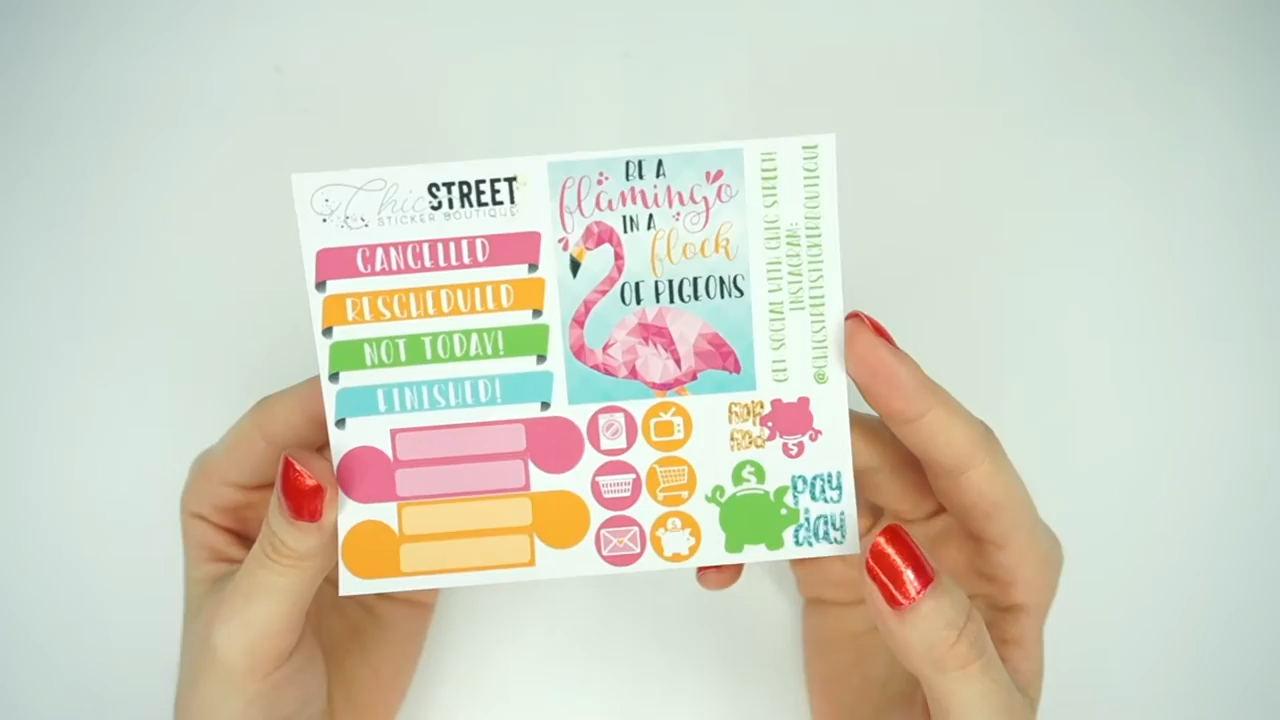 Chic STREET
STICKER BOUTIQUE
CANCELLED
RESCHEDULED
NOT TODAY!
FINISHED!
BE A
flamingo
IN A
flock
OF PIGEONS
GET SOCIAL WITH CHIC STREET!
INSTAGRAM:
@CHICSTREETSTICKERBOUTIQUE
$
$
pay
day